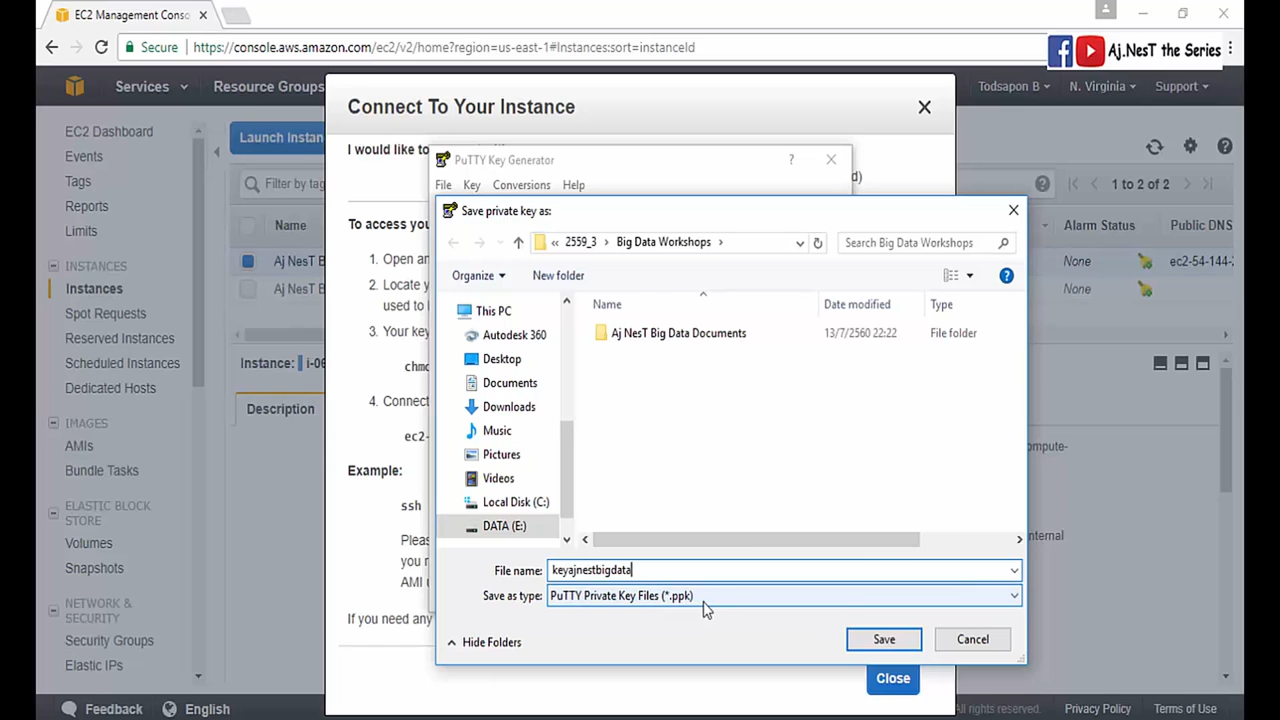 EC2 Management Conso
Secure
https://console.aws.amazon.com/ec2/v2/home?region=us-east-1#Instances:sort=instanceId
Aj.NesT the Series
Services
Resource Groups
Todsapon B
N. Virginia
Support
Connect To Your Instance
EC2 Dashboard
Events
Tags
Reports
Limits
INSTANCES
Instances
Spot Requests
Reserved Instances
Scheduled Instances
Dedicated Hosts
IMAGES
AMIs
Bundle Tasks
ELASTIC BLOCK
STORE
Volumes
Snapshots
NETWORK &
SECURITY
Security Groups
Elastic IPs
Launch Instan
Filter by tag
1 to 2 of 2
Name
Alarm Status
Public DNS
Aj NesT B
None
ec2-54-144-2
Aj NesT B
None
Instance:
i-06
Description
ompute-
nternal
I would like to
d)
To access you
1. Open an
2. Locate y
used to l
3. Your key
chmo
4. Connect
ec2-
Example:
ssh
Pleas
you r
AMI u
If you need any
Close
PuTTY Key Generator
?
File
Key
Conversions
Help
Save private key as:
« 2559_3 › Big Data Workshops ›
Search Big Data Workshops
Organize
New folder
This PC
Autodesk 360
Desktop
Documents
Downloads
Music
Pictures
Videos
Local Disk (C:)
DATA (E:)
Name
Date modified
Type
Aj NesT Big Data Documents
13/7/2560 22:22
File folder
File name:
keyajnestbigdata
Save as type:
PuTTY Private Key Files (*.ppk)
Hide Folders
Save
Cancel
Feedback
English
ll rights reserved.
Privacy Policy
Terms of Use